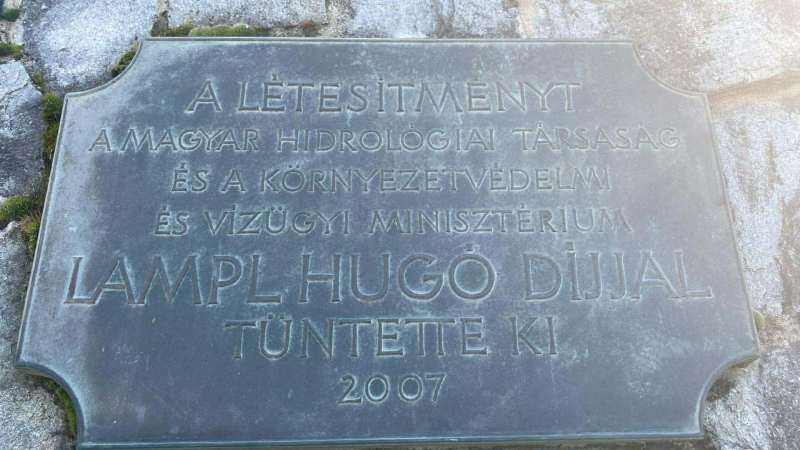 A LÉTESÍTMÉNYT
A MAGYAR HIDROLÓGIAI TÁRSASÁG
ÉS A KÖRNYEZETVÉDELMI
ÉS VÍZÜGYI MINISZTÉRIUM
LAMPL HUGÓ DÍJJAL
TÜNTETTE KI
2007